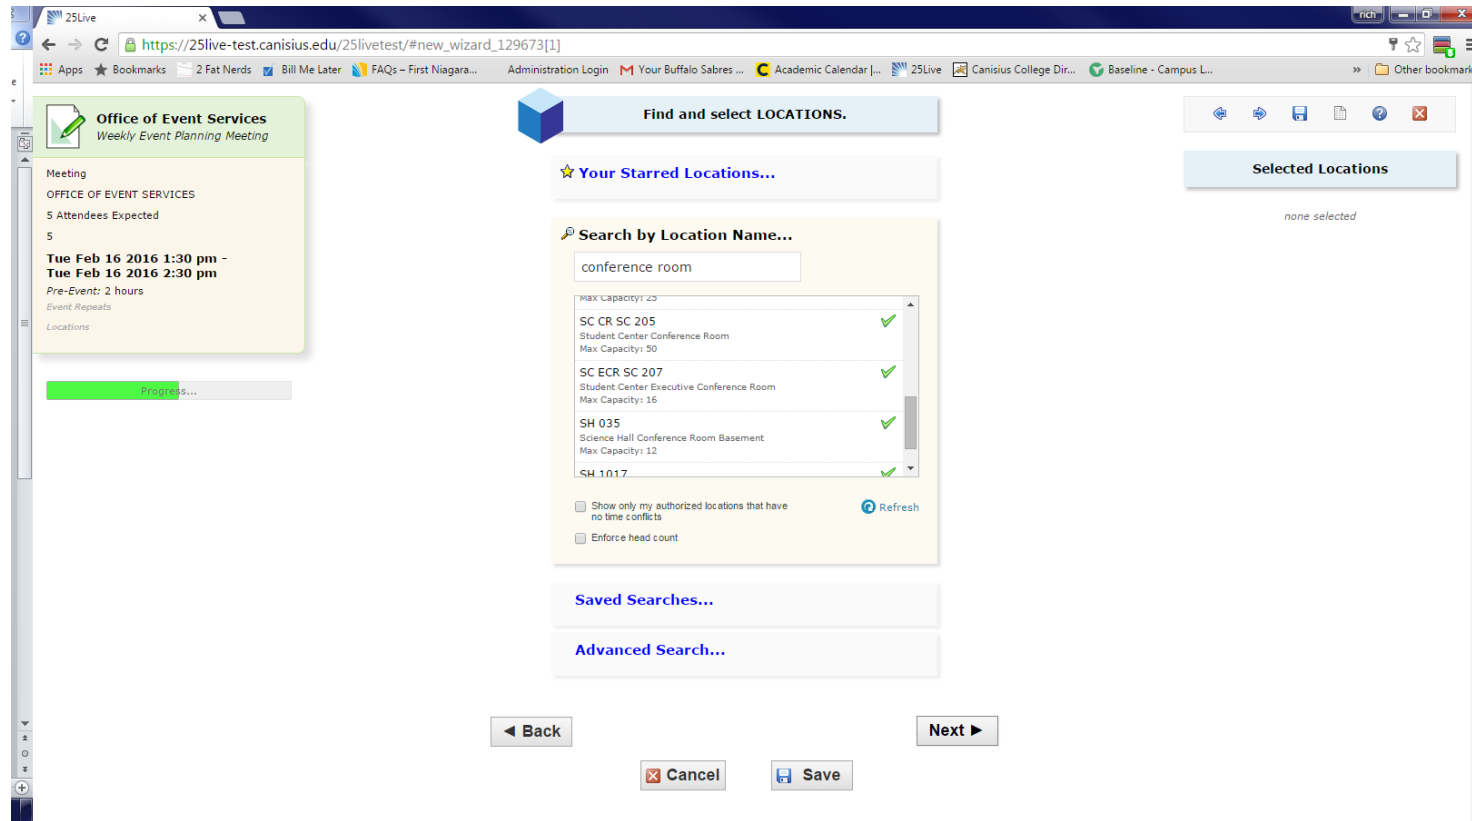 25Live
rich
https://25live-test.canisius.edu/25livetest/#new_wizard_129673[1]
Apps Bookmarks 2 Fat Nerds Bill Me Later FAQs – First Niagara... Administration Login Your Buffalo Sabres ... Academic Calendar |... 25Live Canisius College Dir... Baseline - Campus L... » Other bookmark
Office of Event Services
Weekly Event Planning Meeting
Meeting
OFFICE OF EVENT SERVICES
5 Attendees Expected
5
Tue Feb 16 2016 1:30 pm -
Tue Feb 16 2016 2:30 pm
Pre-Event: 2 hours
Event Repeats
Locations
Progress...
Find and select LOCATIONS.
Your Starred Locations...
Search by Location Name...
conference room
Max Capacity: 25
SC CR SC 205
Student Center Conference Room
Max Capacity: 50
SC ECR SC 207
Student Center Executive Conference Room
Max Capacity: 16
SH 035
Science Hall Conference Room Basement
Max Capacity: 12
SH 1017
Show only my authorized locations that have
no time conflicts
Refresh
Enforce head count
Saved Searches...
Advanced Search...
◄ Back
Next ►
Cancel
Save
Selected Locations
none selected